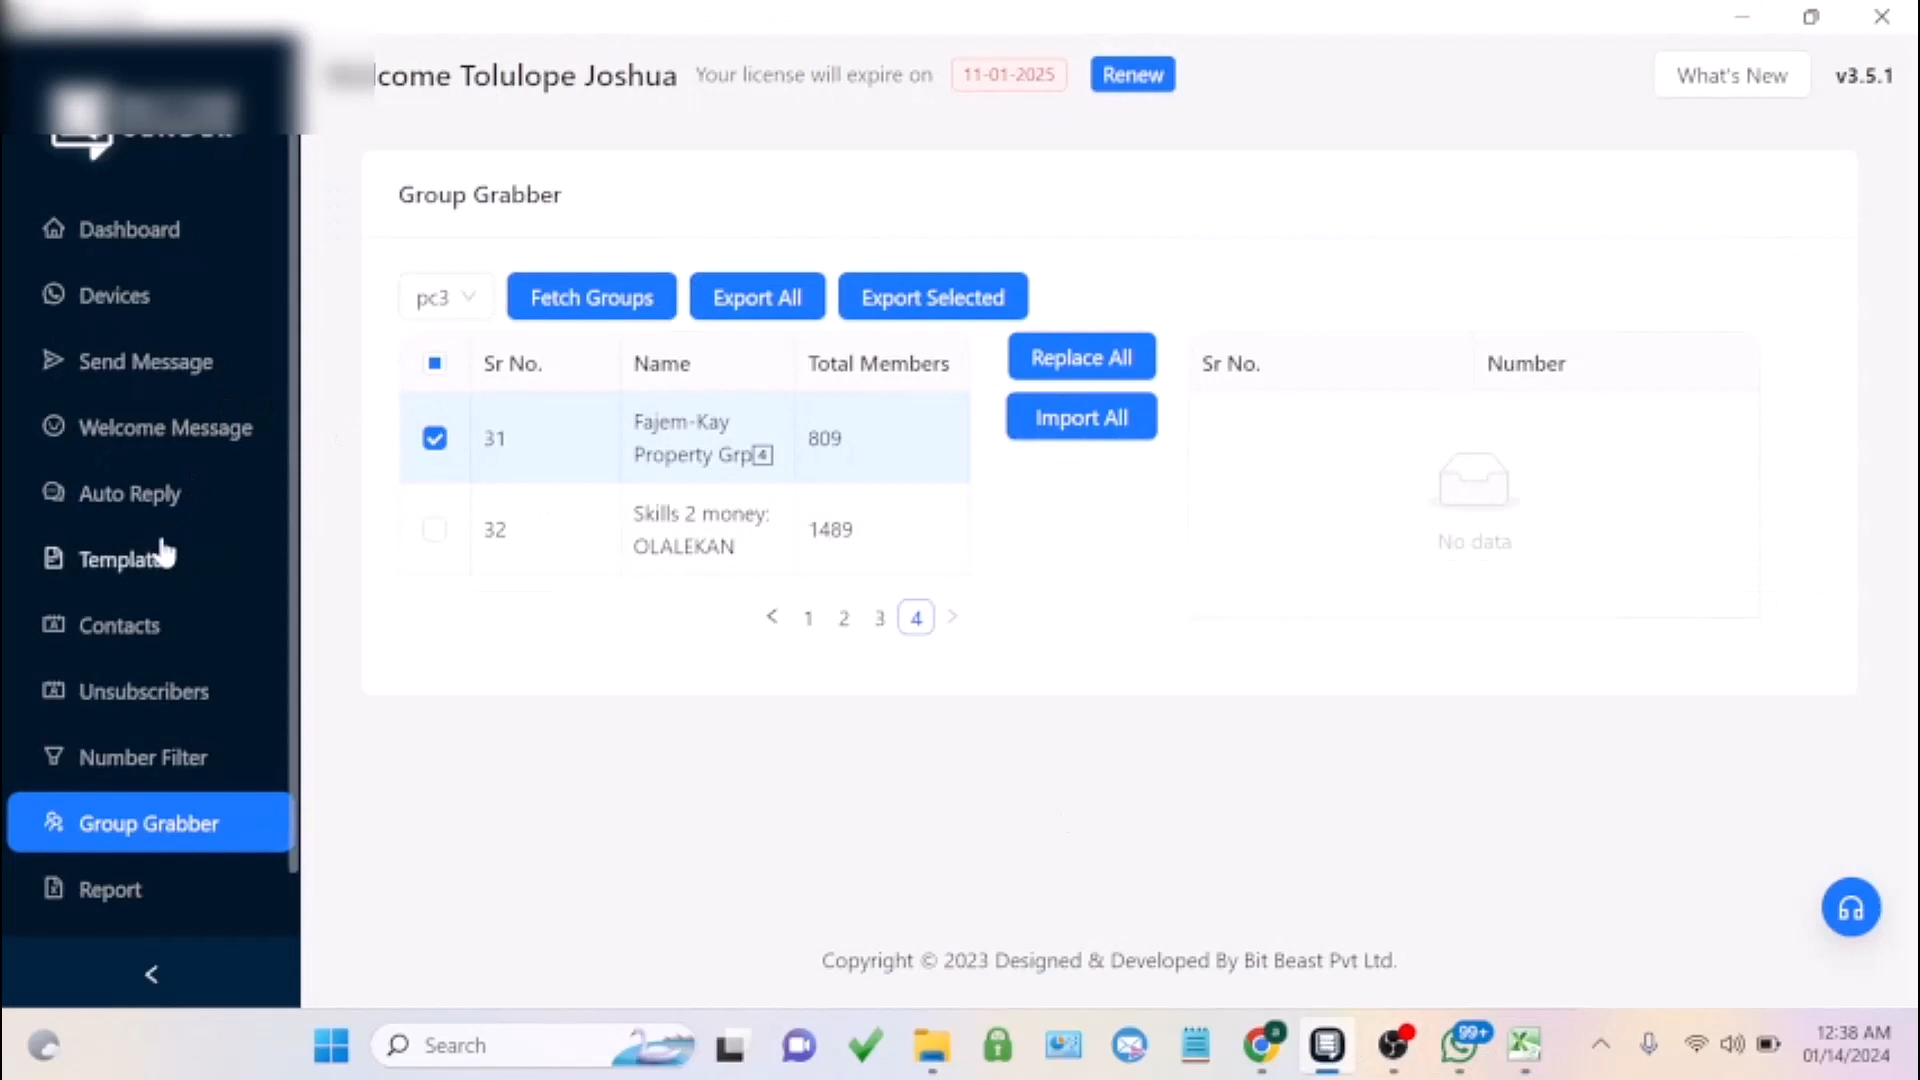 lcome Tolulope Joshua
Your license will expire on
11-01-2025
Renew
What's New
v3.5.1
Dashboard
Devices
Send Message
Welcome Message
Auto Reply
Contacts
Unsubscribers
Number Filter
Group Grabber
Report
Group Grabber
pc3
Fetch Groups
Export All
Export Selected
Sr No.
Name
Total Members
31
Fajem-Kay
Property Grp4
809
32
Skills 2 money:
OLALEKAN
1489
1
2
3
4
Replace All
Import All
Sr No.
Number
No data
Copyright © 2023 Designed & Developed By Bit Beast Pvt Ltd.
Search
99+
12:38 AM
01/14/2024